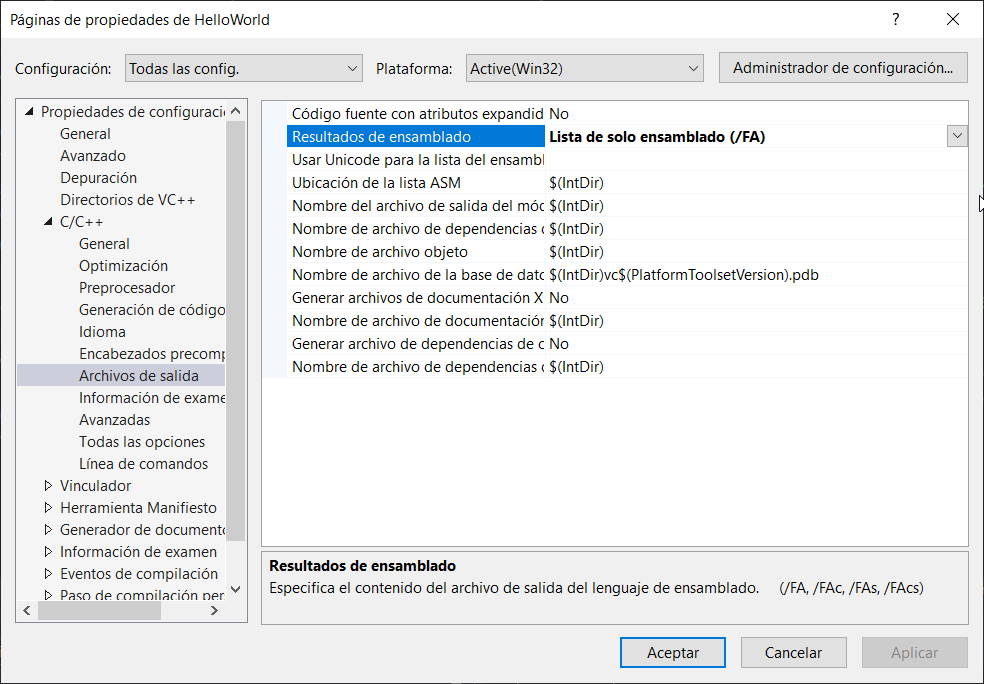 Páginas de propiedades de HelloWorld ?
Configuración: Todas las config. Plataforma: Active(Win32) Administrador de configuración...
Propiedades de configuraci
General
Avanzado
Depuración
Directorios de VC++
C/C++
General
Optimización
Preprocesador
Generación de código
Idioma
Encabezados precomp
Archivos de salida
Información de exame
Avanzadas
Todas las opciones
Línea de comandos
Vinculador
Herramienta Manifiesto
Generador de documento
Información de examen
Eventos de compilación
Paso de compilación per
Código fuente con atributos expandid No
Resultados de ensamblado Lista de solo ensamblado (/FA)
Usar Unicode para la lista del ensambl
Ubicación de la lista ASM $(IntDir)
Nombre del archivo de salida del móc $(IntDir)
Nombre de archivo de dependencias c $(IntDir)
Nombre de archivo objeto $(IntDir)
Nombre de archivo de la base de datc $(IntDir)vc$(PlatformToolsetVersion).pdb
Generar archivos de documentación X No
Nombre de archivo de documentación $(IntDir)
Generar archivo de dependencias de c No
Nombre de archivo de dependencias c $(IntDir)
Resultados de ensamblado
Especifica el contenido del archivo de salida del lenguaje de ensamblado. (/FA, /FAc, /FAs, /FAcs)
Aceptar Cancelar Aplicar